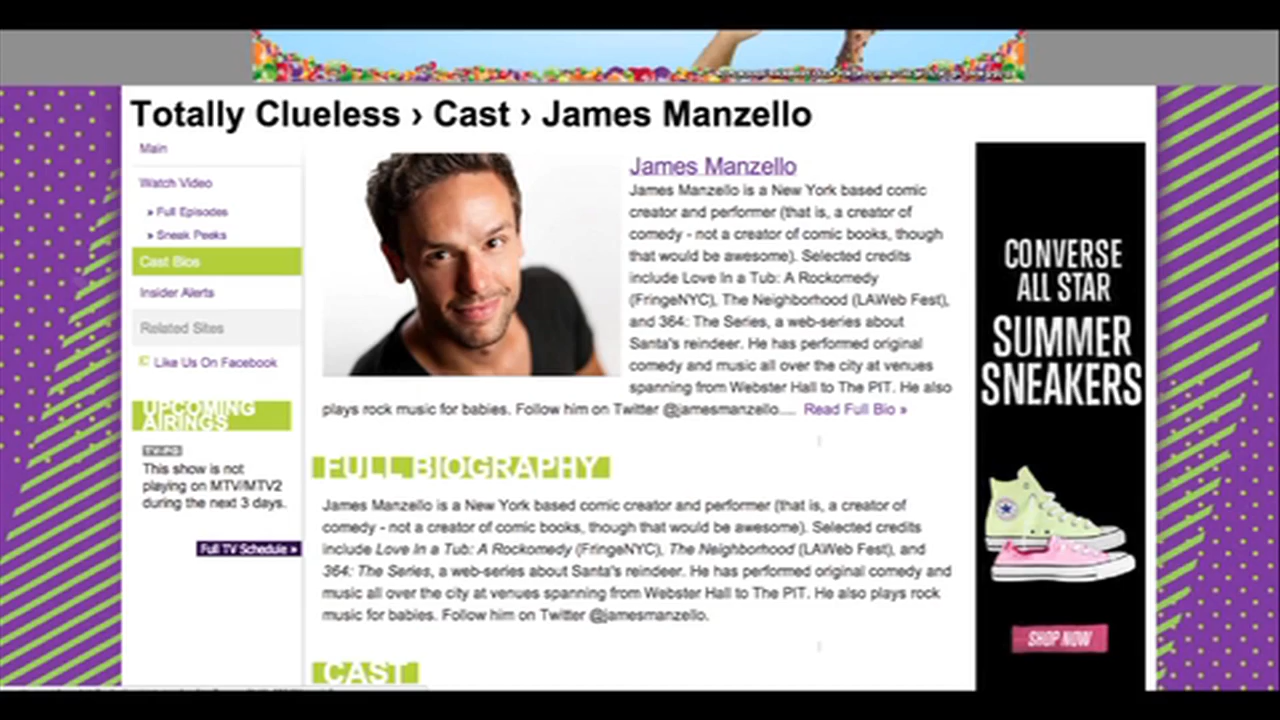 Totally Clueless › Cast › James Manzello
Main
Watch Video
» Full Episodes
» Sneak Peeks
Cast Bios
Insider Alerts
Related Sites
Like Us On Facebook
UPCOMING
AIRINGS
TV-PG
This show is not
playing on MTV/MTV2
during the next 3 days.
Full TV Schedule »
James Manzello
James Manzello is a New York based comic
creator and performer (that is, a creator of
comedy - not a creator of comic books, though
that would be awesome). Selected credits
include Love In a Tub: A Rockomedy
(FringeNYC), The Neighborhood (LAWeb Fest),
and 364: The Series, a web-series about
Santa's reindeer. He has performed original
comedy and music all over the city at venues
spanning from Webster Hall to The PIT. He also
plays rock music for babies. Follow him on Twitter @jamesmanzello.... Read Full Bio »
FULL BIOGRAPHY
James Manzello is a New York based comic creator and performer (that is, a creator of
comedy - not a creator of comic books, though that would be awesome). Selected credits
include Love In a Tub: A Rockomedy (FringeNYC), The Neighborhood (LAWeb Fest), and
364: The Series, a web-series about Santa's reindeer. He has performed original comedy and
music all over the city at venues spanning from Webster Hall to The PIT. He also plays rock
music for babies. Follow him on Twitter @jamesmanzello.
CAST
CONVERSE
ALL STAR
SUMMER
SNEAKERS
SHOP NOW